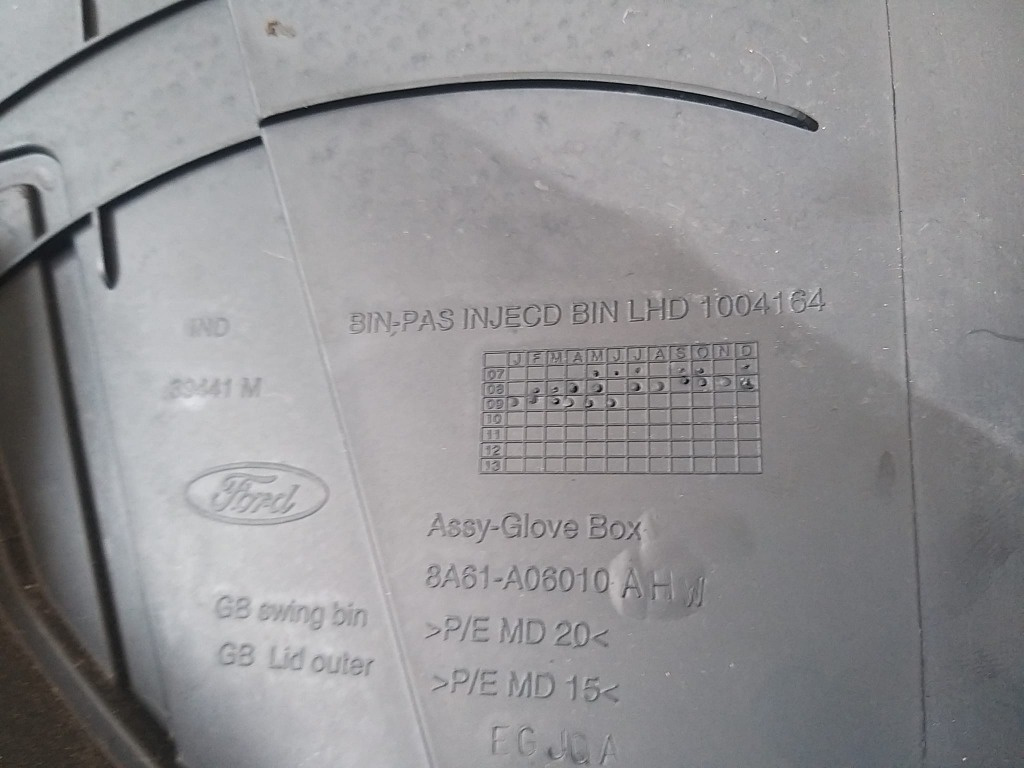 IND
39441 M
BIN-PAS INJECD BIN LHD 1004164
J F M A M J J A S O N D
07
08
09
10
11
12
13
Ford
Assy-Glove Box
8A61-A06010 A H W
GB swing bin
>P/E MD 20<
GB Lid outer
>P/E MD 15<
E G J Q A